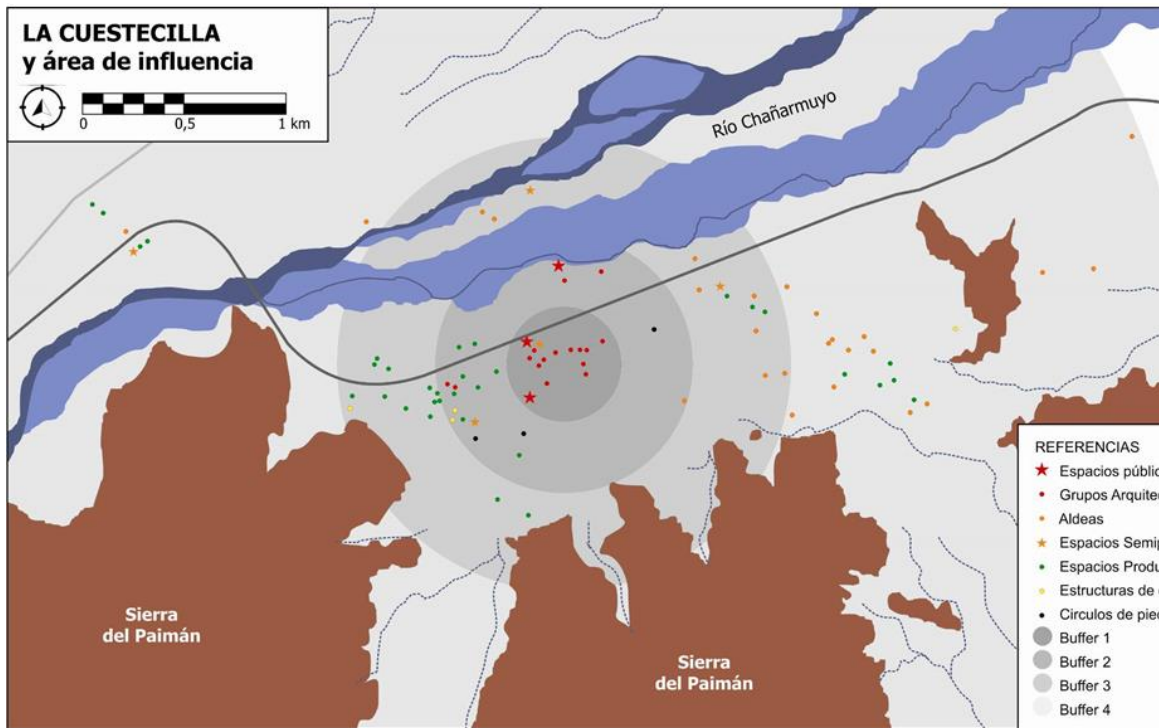 LA CUESTECILLA
y área de influencia
0 0,5 1 km
Río Chañarmuyo
Sierra
del Paimán
Sierra
del Paimán
REFERENCIAS
Espacios públic
Grupos Arquitec
Aldeas
Espacios Semip
Espacios Produ
Estructuras de
Circulos de pied
Buffer 1
Buffer 2
Buffer 3
Buffer 4